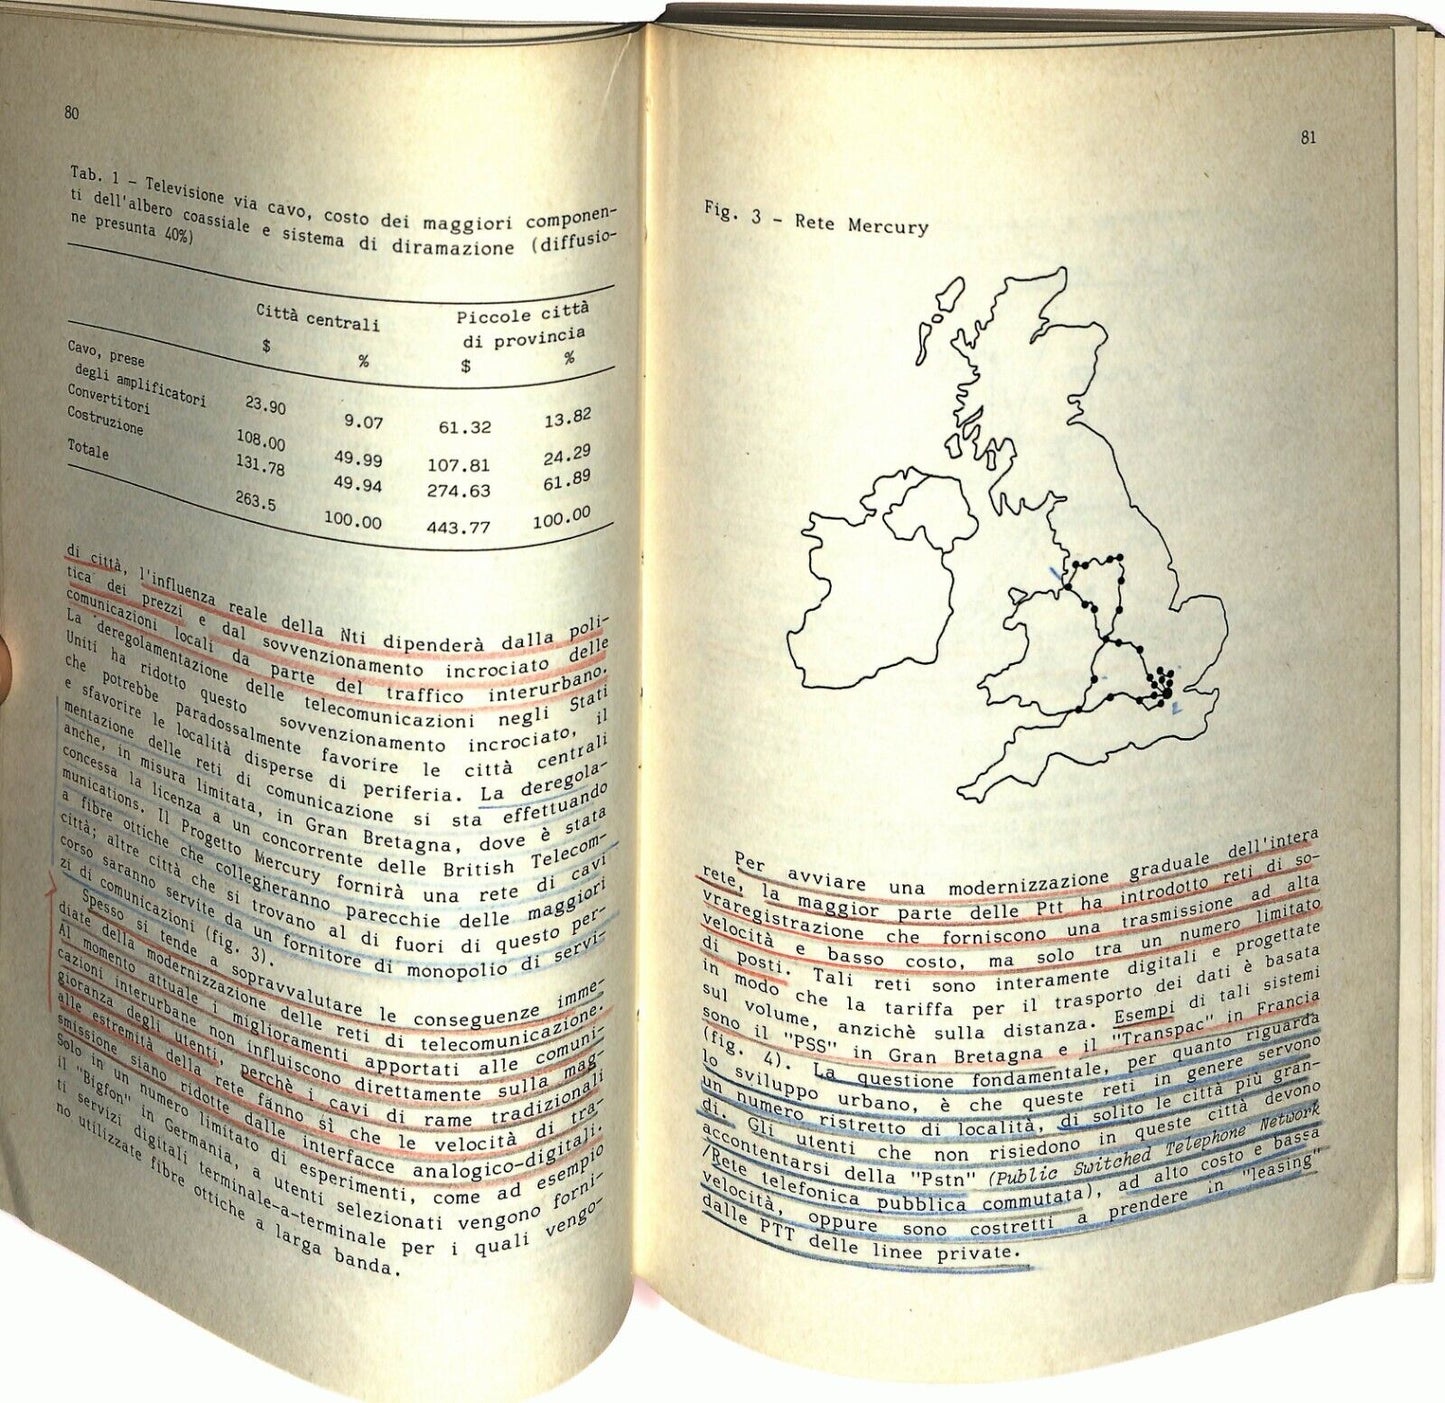 80
Tab. 1 - Televisione via cavo, costo dei maggiori componen-
ti dell'albero coassiale e sistema di diramazione (diffusio-
ne presunta 40%)
Città centrali Piccole città
di provincia
$ % $ %
Cavo, prese
degli amplificatori 23.90 9.07 61.32 13.82
Convertitori 108.00 49.99 107.81 24.29
Costruzione 131.78 49.94 274.63 61.89
Totale 263.5 100.00 443.77 100.00
di città, l'influenza reale della Nti dipenderà dalla poli-
tica dei prezzi e dal sovvenzionamento incrociato delle
comunicazioni locali da parte del traffico interurbano.
La deregolamentazione delle telecomunicazioni negli Stati
Uniti ha ridotto questo sovvenzionamento incrociato, il
che potrebbe paradossalmente favorire le città centrali
e sfavorire le località disperse di periferia. La deregola-
mentazione delle reti di comunicazione si sta effettuando
anche, in misura limitata, in Gran Bretagna, dove è stata
concessa la licenza a un concorrente delle British Telecom-
munications. Il Progetto Mercury fornirà una rete di cavi
a fibre ottiche che collegheranno parecchie delle maggiori
città; altre città che si trovano al di fuori di questo per-
corso saranno servite da un fornitore di monopolio di servi-
zi di comunicazioni (fig. 3).
Spesso si tende a sopravvalutare le conseguenze imme-
diate della modernizzazione delle reti di telecomunicazione.
Al momento attuale i miglioramenti apportati alle comuni-
cazioni interurbane non influiscono direttamente sulla mag-
gioranza degli utenti, perchè i cavi di rame tradizionali
alle estremità della rete fanno sì che le velocità di tra-
smissione siano ridotte dalle interfacce analogico-digitali.
Solo in un numero limitato di esperimenti, come ad esempio
il "Bigfon" in Germania, a utenti selezionati vengono forni-
ti servizi digitali terminale-a-terminale per i quali vengo-
no utilizzate fibre ottiche a larga banda.
81
Fig. 3 - Rete Mercury
Per avviare una modernizzazione graduale dell'intera
rete, la maggior parte delle Ptt ha introdotto reti di so-
vraregistrazione che forniscono una trasmissione ad alta
velocità e basso costo, ma solo tra un numero limitato
di posti. Tali reti sono interamente digitali e progettate
in modo che la tariffa per il trasporto dei dati è basata
sul volume, anzichè sulla distanza. Esempi di tali sistemi
sono il "PSS" in Gran Bretagna e il "Transpac" in Francia
(fig. 4). La questione fondamentale, per quanto riguarda
lo sviluppo urbano, è che queste reti in genere servono
un numero ristretto di località, di solito le città più gran-
di. Gli utenti che non risiedono in queste città devono
accontentarsi della "Pstn" (Public Switched Telephone Network
/Rete telefonica pubblica commutata), ad alto costo e bassa
velocità, oppure sono costretti a prendere in "leasing"
dalle PTT delle linee private.